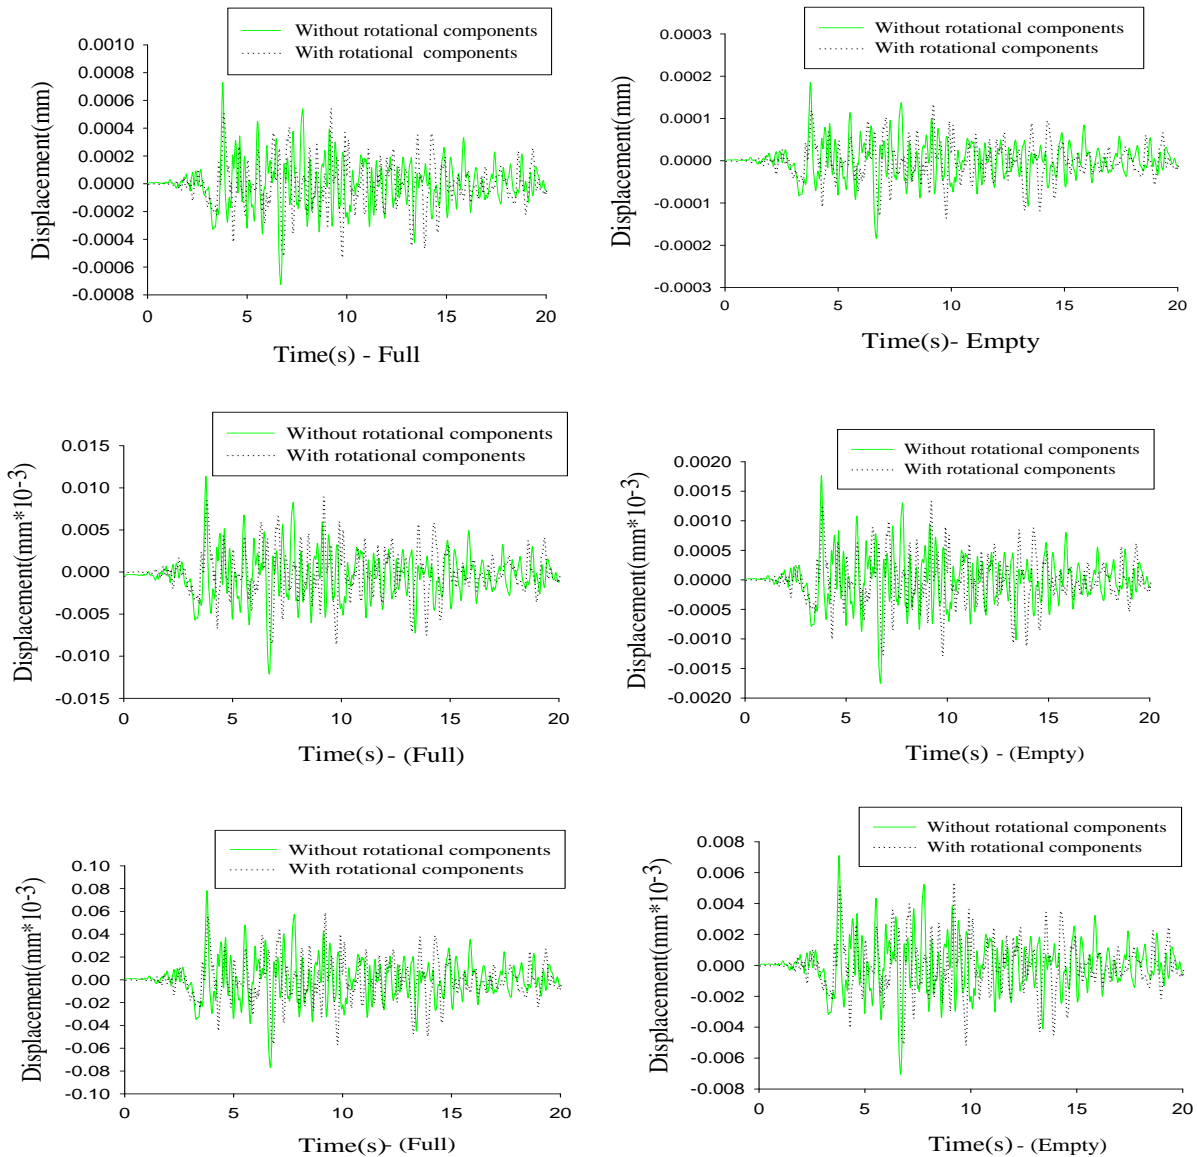 Without rotational components
With rotational components
0.0010
0.0008
0.0006
0.0004
0.0002
0.0000
-0.0002
-0.0004
-0.0006
-0.0008
Displacement(mm)
0 5 10 15 20
Time(s) - Full
Without rotational components
With rotational components
0.0003
0.0002
0.0001
0.0000
-0.0001
-0.0002
-0.0003
Displacement(mm)
0 5 10 15 20
Time(s)- Empty
Without rotational components
With rotational components
0.015
0.010
0.005
0.000
-0.005
-0.010
-0.015
Displacement(mm*10-3)
0 5 10 15 20
Time(s) - (Full)
Without rotational components
With rotational components
0.0020
0.0015
0.0010
0.0005
0.0000
-0.0005
-0.0010
-0.0015
-0.0020
Displacement(mm*10-3)
0 5 10 15 20
Time(s) - (Empty)
Without rotational components
With rotational components
0.10
0.08
0.06
0.04
0.02
0.00
-0.02
-0.04
-0.06
-0.08
-0.10
Displacement(mm*10-3)
0 5 10 15 20
Time(s)- (Full)
Without rotational components
With rotational components
0.008
0.006
0.004
0.002
0.000
-0.002
-0.004
-0.006
-0.008
Displacement(mm*10-3)
0 5 10 15 20
Time(s) - (Empty)